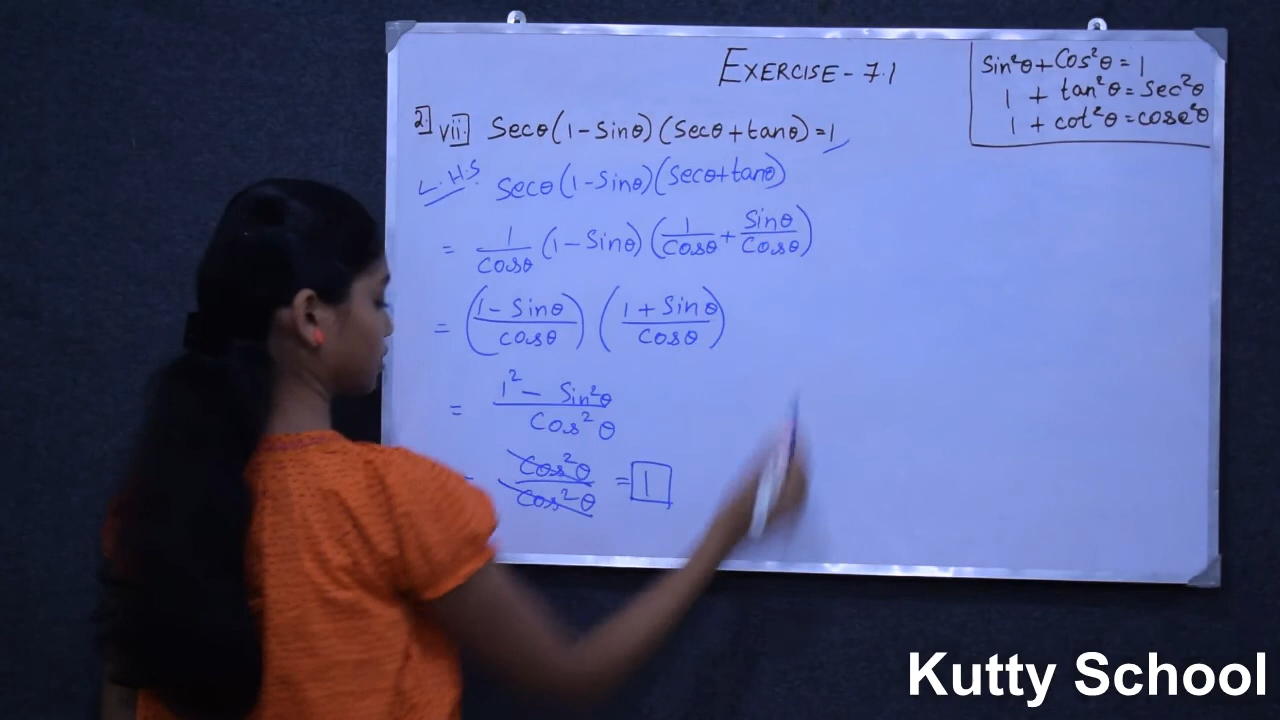 EXERCISE - 7.1
sin²θ + cos²θ = 1
1 + tan²θ = sec²θ
1 + cot²θ = cose²θ
2. vii. secθ(1 - sinθ)(secθ + tanθ) = 1
L.H.S. secθ(1 - sinθ)(secθ + tanθ)
= 1/cosθ (1 - sinθ) (1/cosθ + sinθ/cosθ)
= ((1 - sinθ)/cosθ) ((1 + sinθ)/cosθ)
= (1² - sin²θ)/cos²θ
= cos²θ/cos²θ = 1
Kutty School